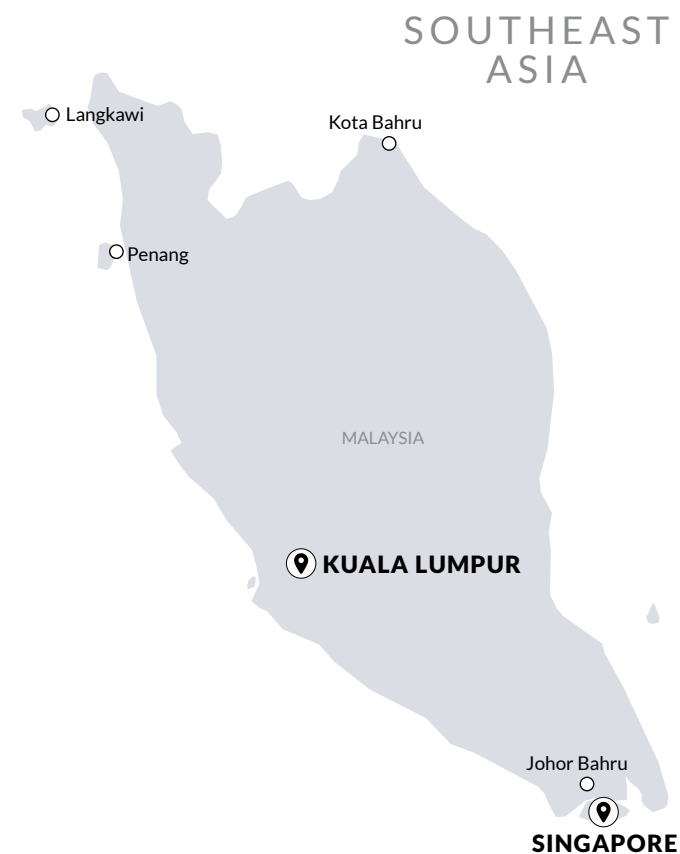 SOUTHEAST
ASIA
Langkawi
Kota Bahru
Penang
MALAYSIA
KUALA LUMPUR
Johor Bahru
SINGAPORE